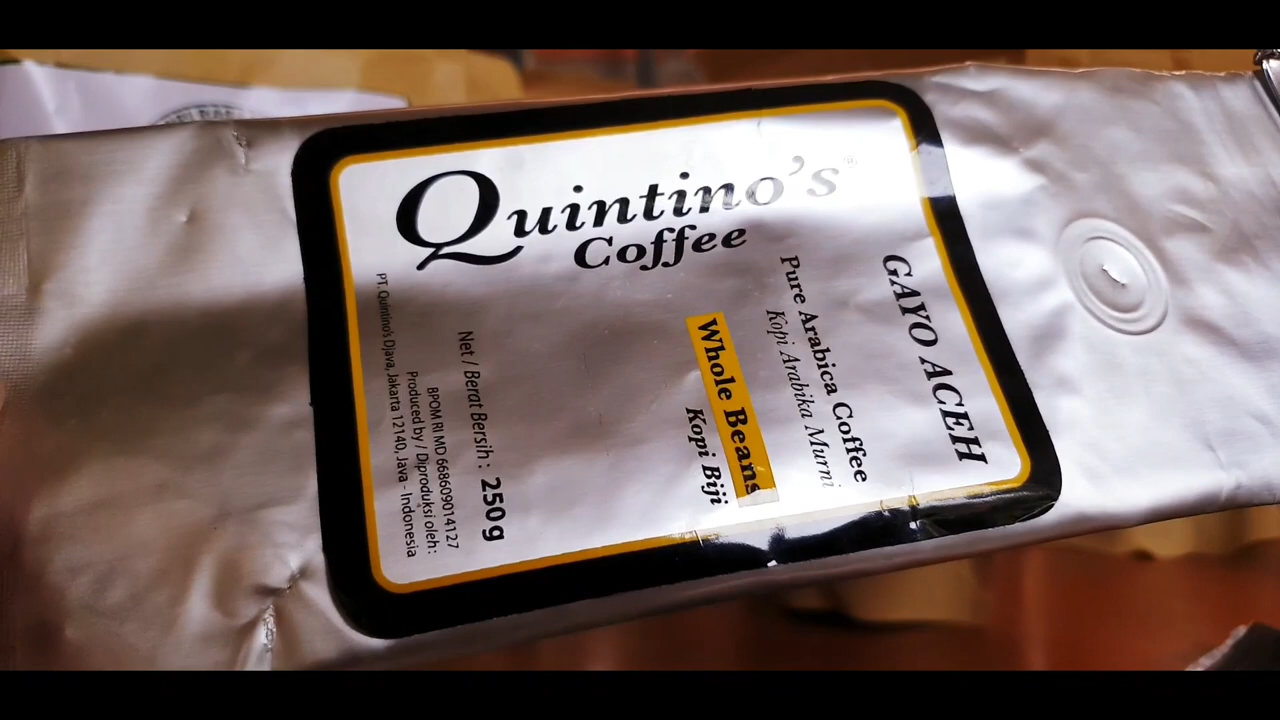 Quintino's®
Coffee
GAYO ACEH
Pure Arabica Coffee
Kopi Arabika Murni
Whole Beans
Kopi Biji
Net / Berat Bersih : 250g
BPOM RI MD 668609014127
Produced by / Diproduksi oleh :
PT. Quintino's Djava, Jakarta 12140, Java - Indonesia